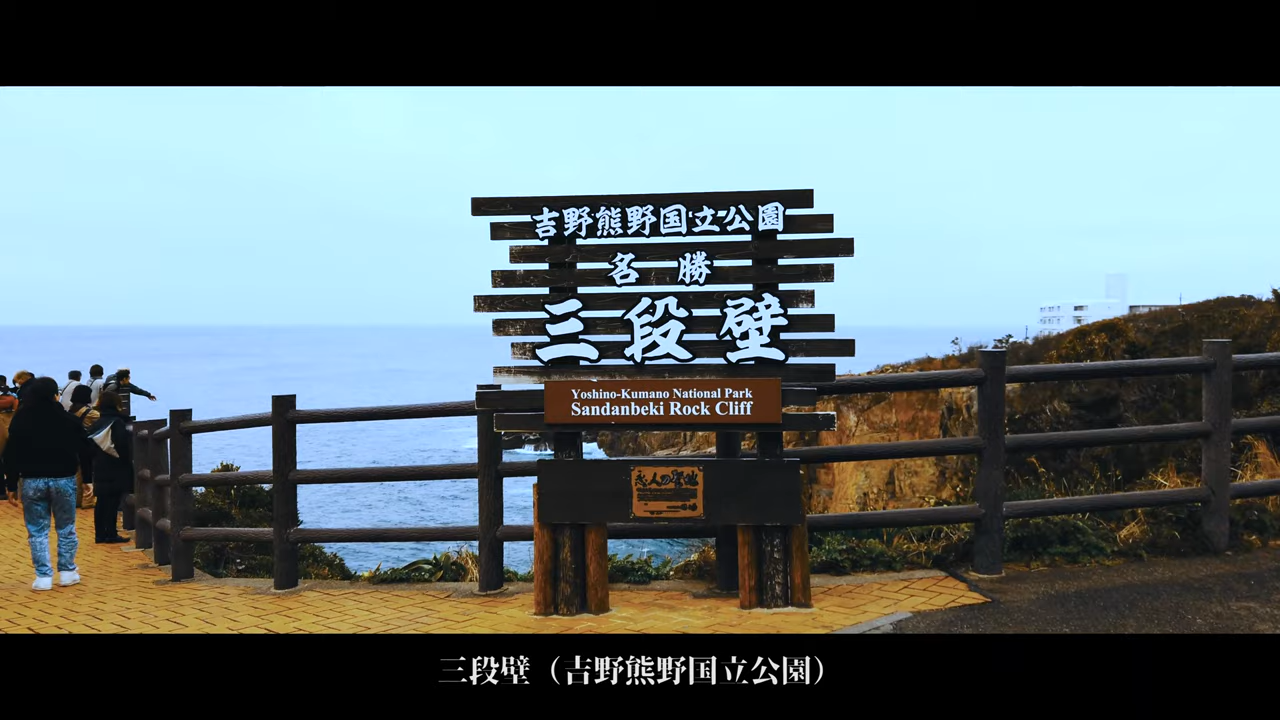 吉野熊野国立公園
名勝
三段壁
Yoshino-Kumano National Park
Sandanbeki Rock Cliff
三段壁（吉野熊野国立公園）